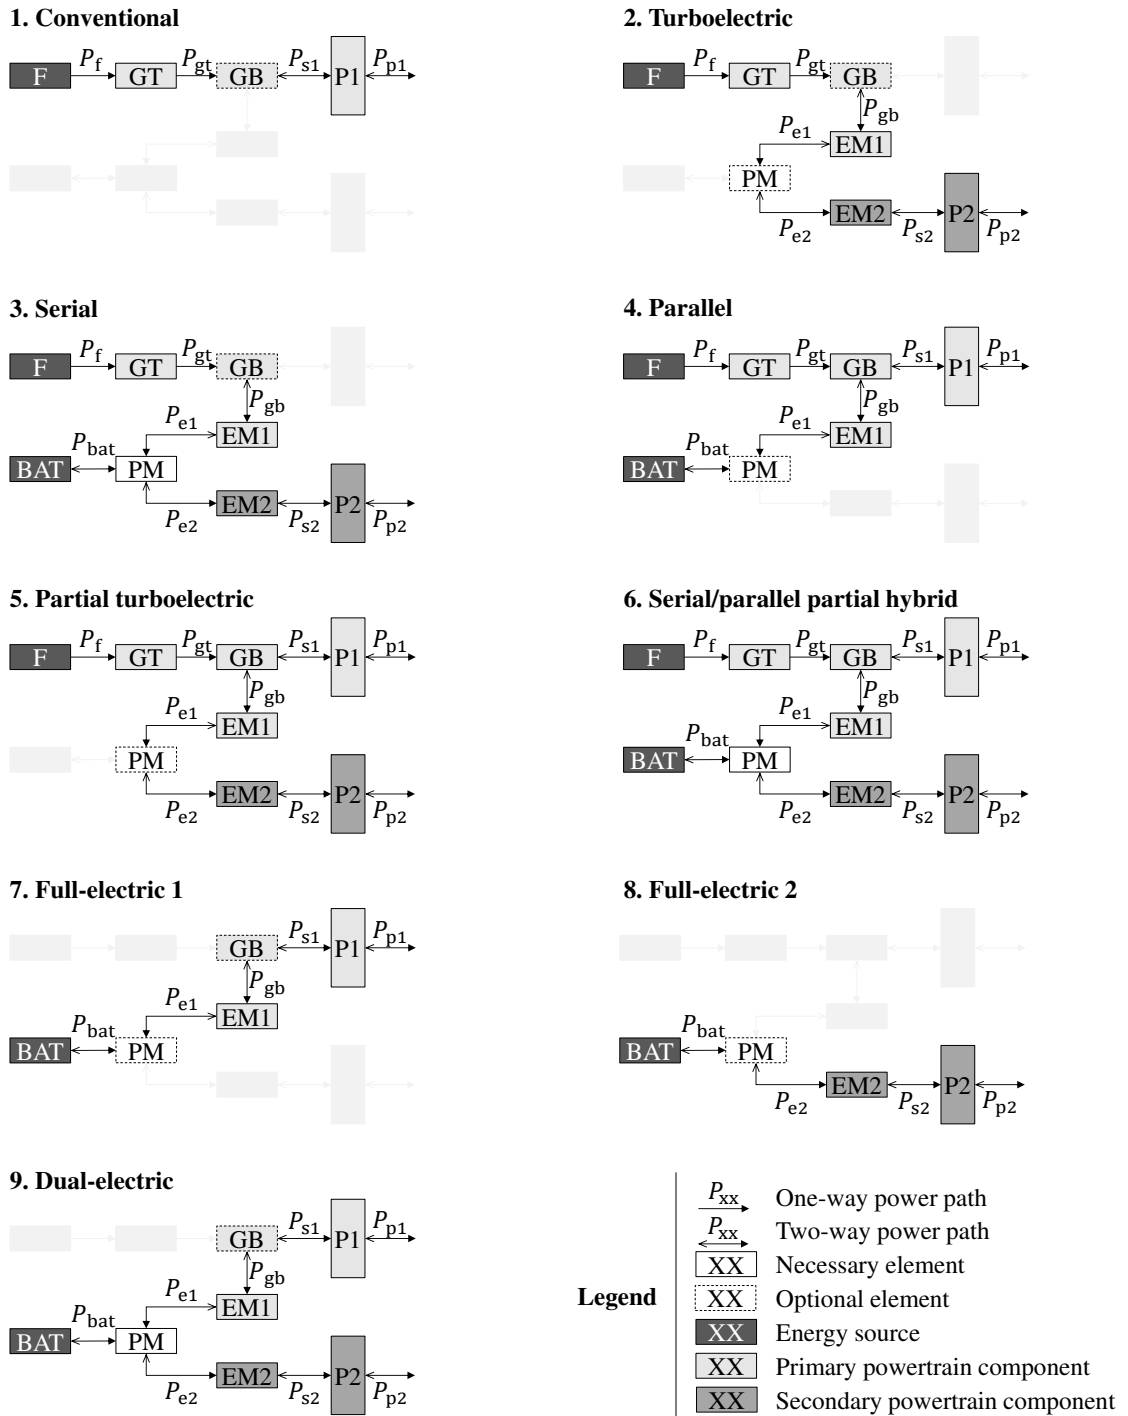 1. Conventional
F P_f GT P_gt GB P_s1 P1 P_p1
2. Turboelectric
F P_f GT P_gt GB
P_gb
P_e1 EM1
PM
P_e2 EM2 P_s2 P2 P_p2
3. Serial
F P_f GT P_gt GB
P_gb
P_e1 EM1
BAT P_bat PM
P_e2 EM2 P_s2 P2 P_p2
4. Parallel
F P_f GT P_gt GB P_s1 P1 P_p1
P_gb
P_e1 EM1
BAT P_bat PM
5. Partial turboelectric
F P_f GT P_gt GB P_s1 P1 P_p1
P_gb
P_e1 EM1
PM
P_e2 EM2 P_s2 P2 P_p2
6. Serial/parallel partial hybrid
F P_f GT P_gt GB P_s1 P1 P_p1
P_gb
P_e1 EM1
BAT P_bat PM
P_e2 EM2 P_s2 P2 P_p2
7. Full-electric 1
GB P_s1 P1 P_p1
P_gb
P_e1 EM1
BAT P_bat PM
8. Full-electric 2
BAT P_bat PM
P_e2 EM2 P_s2 P2 P_p2
9. Dual-electric
GB P_s1 P1 P_p1
P_gb
P_e1 EM1
BAT P_bat PM
P_e2 EM2 P_s2 P2 P_p2
Legend
P_xx One-way power path
P_xx Two-way power path
XX Necessary element
XX Optional element
XX Energy source
XX Primary powertrain component
XX Secondary powertrain component